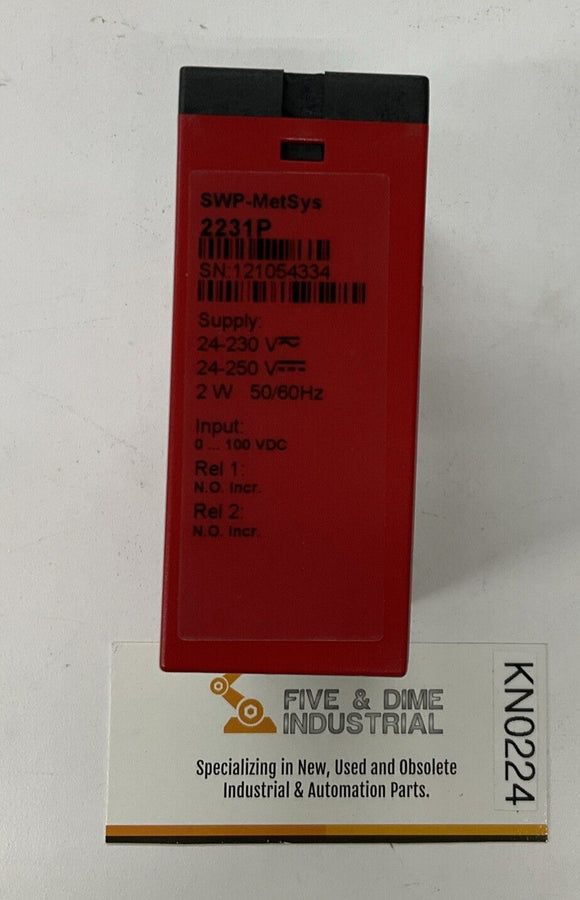 SWP-MetSys
2231P
SN:121054334
Supply:
24-230 V
24-250 V
2 W 50/60Hz
Input:
0 ... 100 VDC
Rel 1:
N.O. Incr.
Rel 2:
N.O. Incr.
FIVE & DIME
INDUSTRIAL
Specializing in New, Used and Obsolete
Industrial & Automation Parts.
KN0224